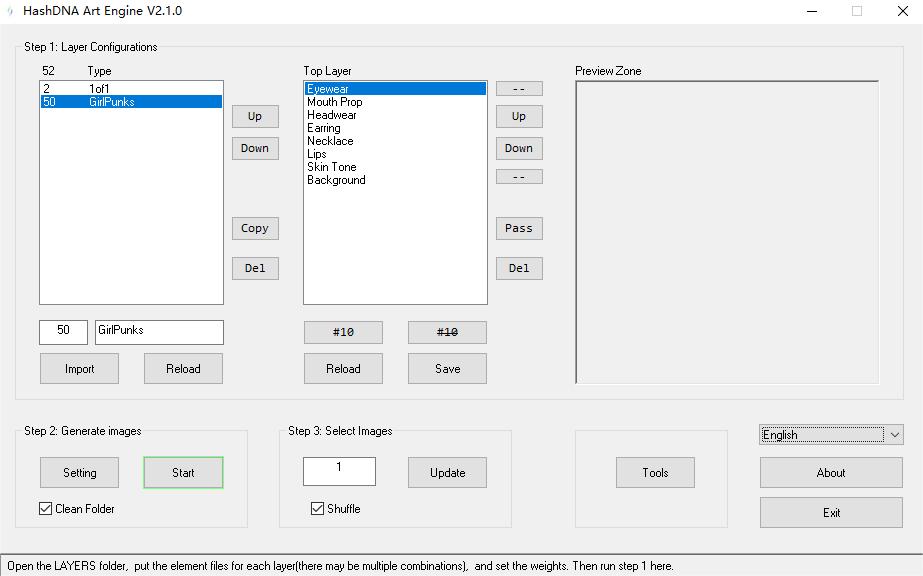 HashDNA Art Engine V2.1.0
Step 1: Layer Configurations
52 Type
2 1of1
50 GirlPunks
Up
Down
Copy
Del
50 GirlPunks
Import Reload
Top Layer
Eyewear
Mouth Prop
Headwear
Earring
Necklace
Lips
Skin Tone
Background
--
Up
Down
--
Pass
Del
#10 #10
Reload Save
Preview Zone
Step 2: Generate images
Setting Start
Clean Folder
Step 3: Select Images
1 Update
Shuffle
Tools
English
About
Exit
Open the LAYERS folder, put the element files for each layer(there may be multiple combinations), and set the weights. Then run step 1 here.